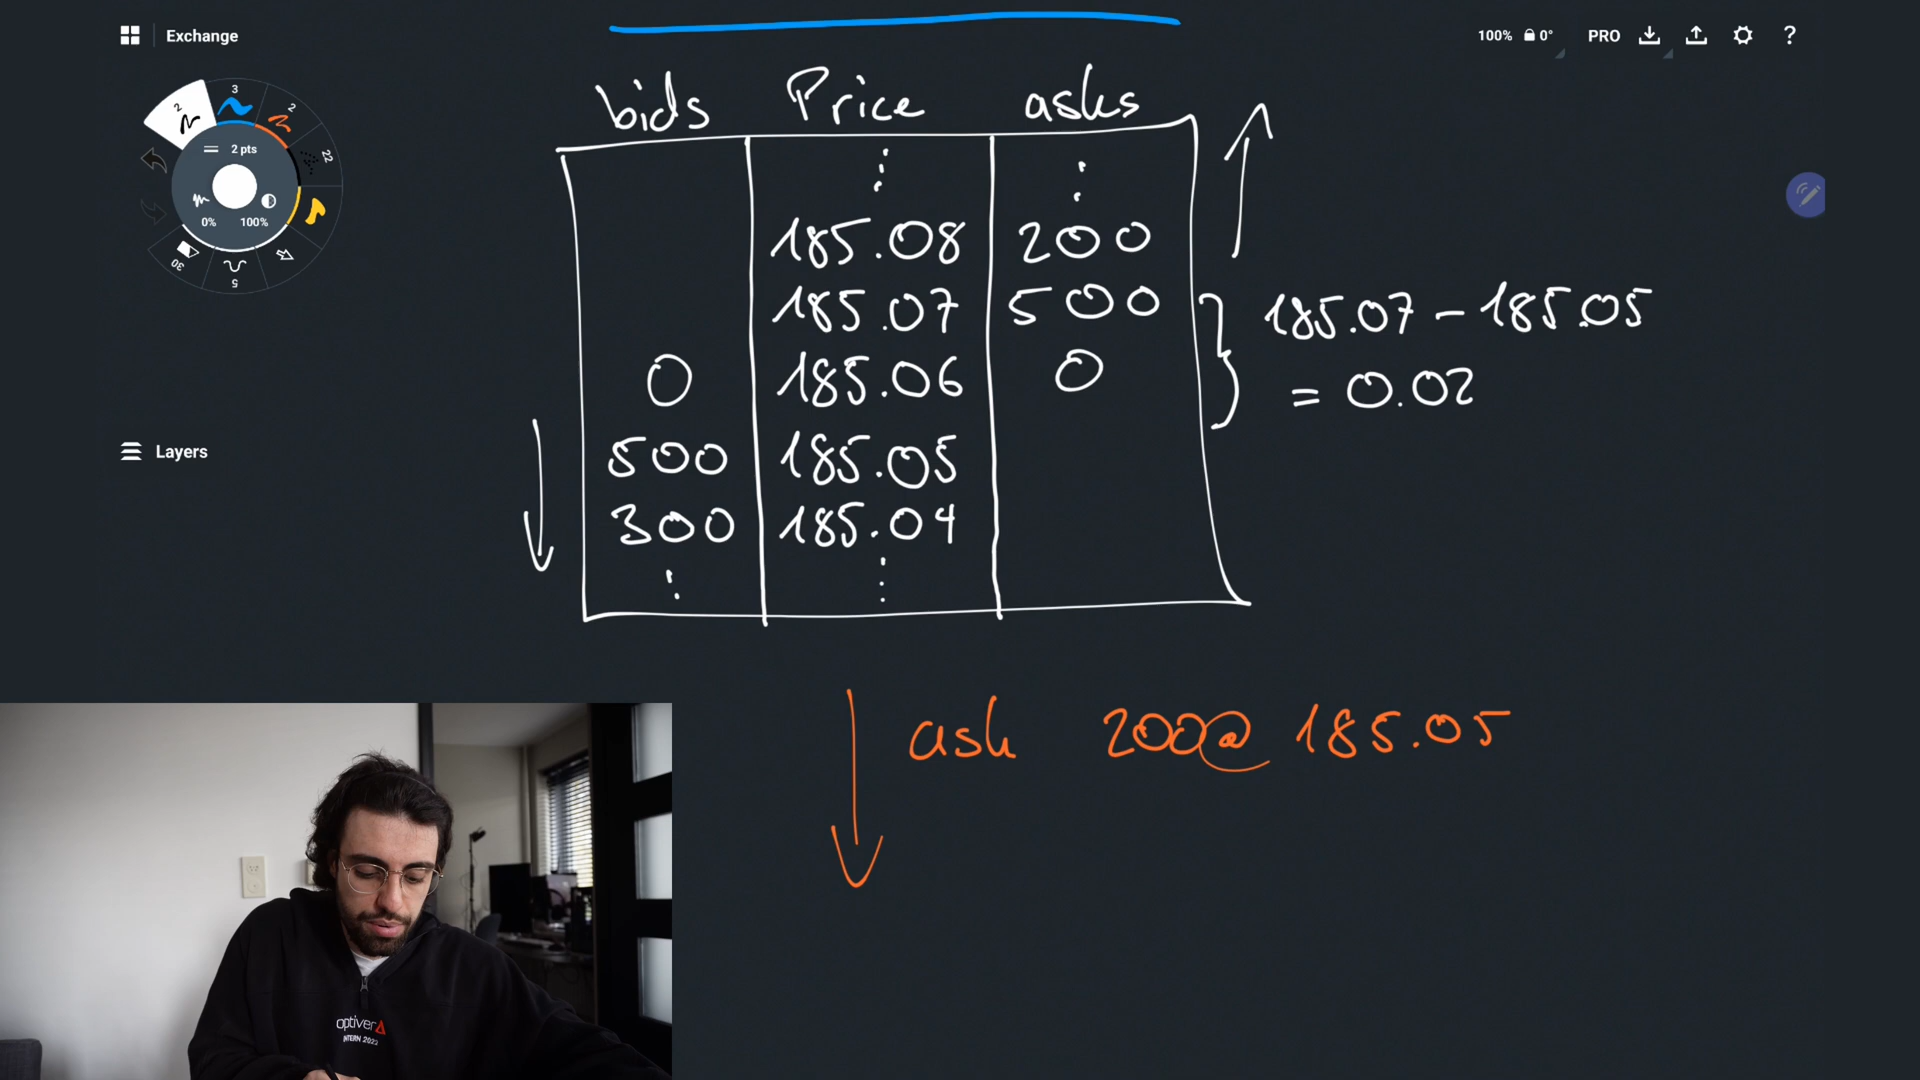 Exchange
100% 0° PRO ?
2 3 2 22
2 pts
0% 100%
30 5
Layers
bids Price asks
185.08 200
185.07 500
0 185.06 0
500 185.05
300 185.04
185.07 - 185.05
= 0.02
ask 200@ 185.05
optiver
INTERN 2022